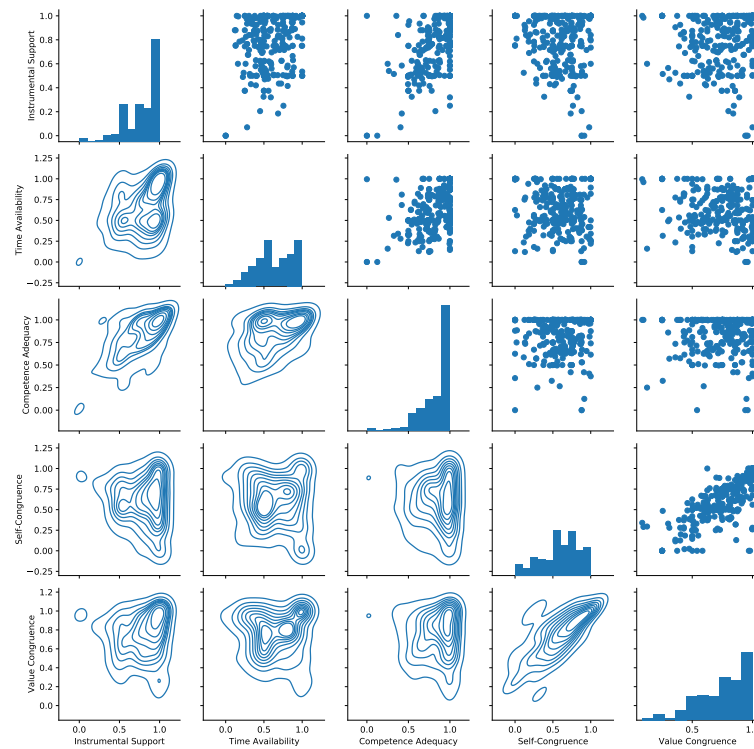 Instrumental Support
1.0
0.8
0.6
0.4
0.2
0.0
Time Availability
1.25
1.00
0.75
0.50
0.25
0.00
−0.25
Competence Adequacy
1.00
0.75
0.50
0.25
0.00
Self-Congruence
1.25
1.00
0.75
0.50
0.25
0.00
−0.25
Value Congruence
1.2
1.0
0.8
0.6
0.4
0.2
0.0
0.0 0.5 1.0
Instrumental Support
0.0 0.5 1.0
Time Availability
0.0 0.5 1.0
Competence Adequacy
0.0 0.5 1.0
Self-Congruence
0.5
Value Congruence